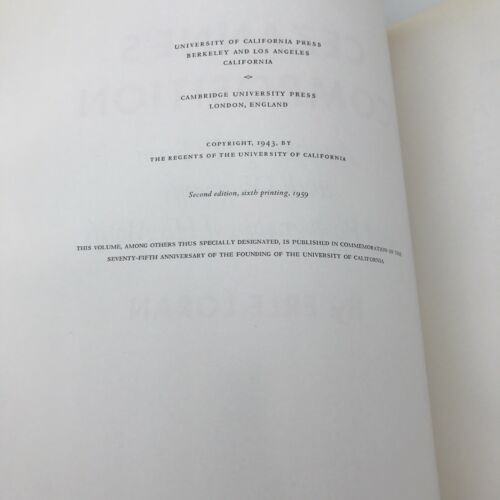 UNIVERSITY OF CALIFORNIA PRESS
BERKELEY AND LOS ANGELES
CALIFORNIA
CAMBRIDGE UNIVERSITY PRESS
LONDON, ENGLAND
COPYRIGHT, 1943, BY
THE REGENTS OF THE UNIVERSITY OF CALIFORNIA
Second edition, sixth printing, 1959
THIS VOLUME, AMONG OTHERS THUS SPECIALLY DESIGNATED, IS PUBLISHED IN COMMEMORATION OF THE
SEVENTY-FIFTH ANNIVERSARY OF THE FOUNDING OF THE UNIVERSITY OF CALIFORNIA